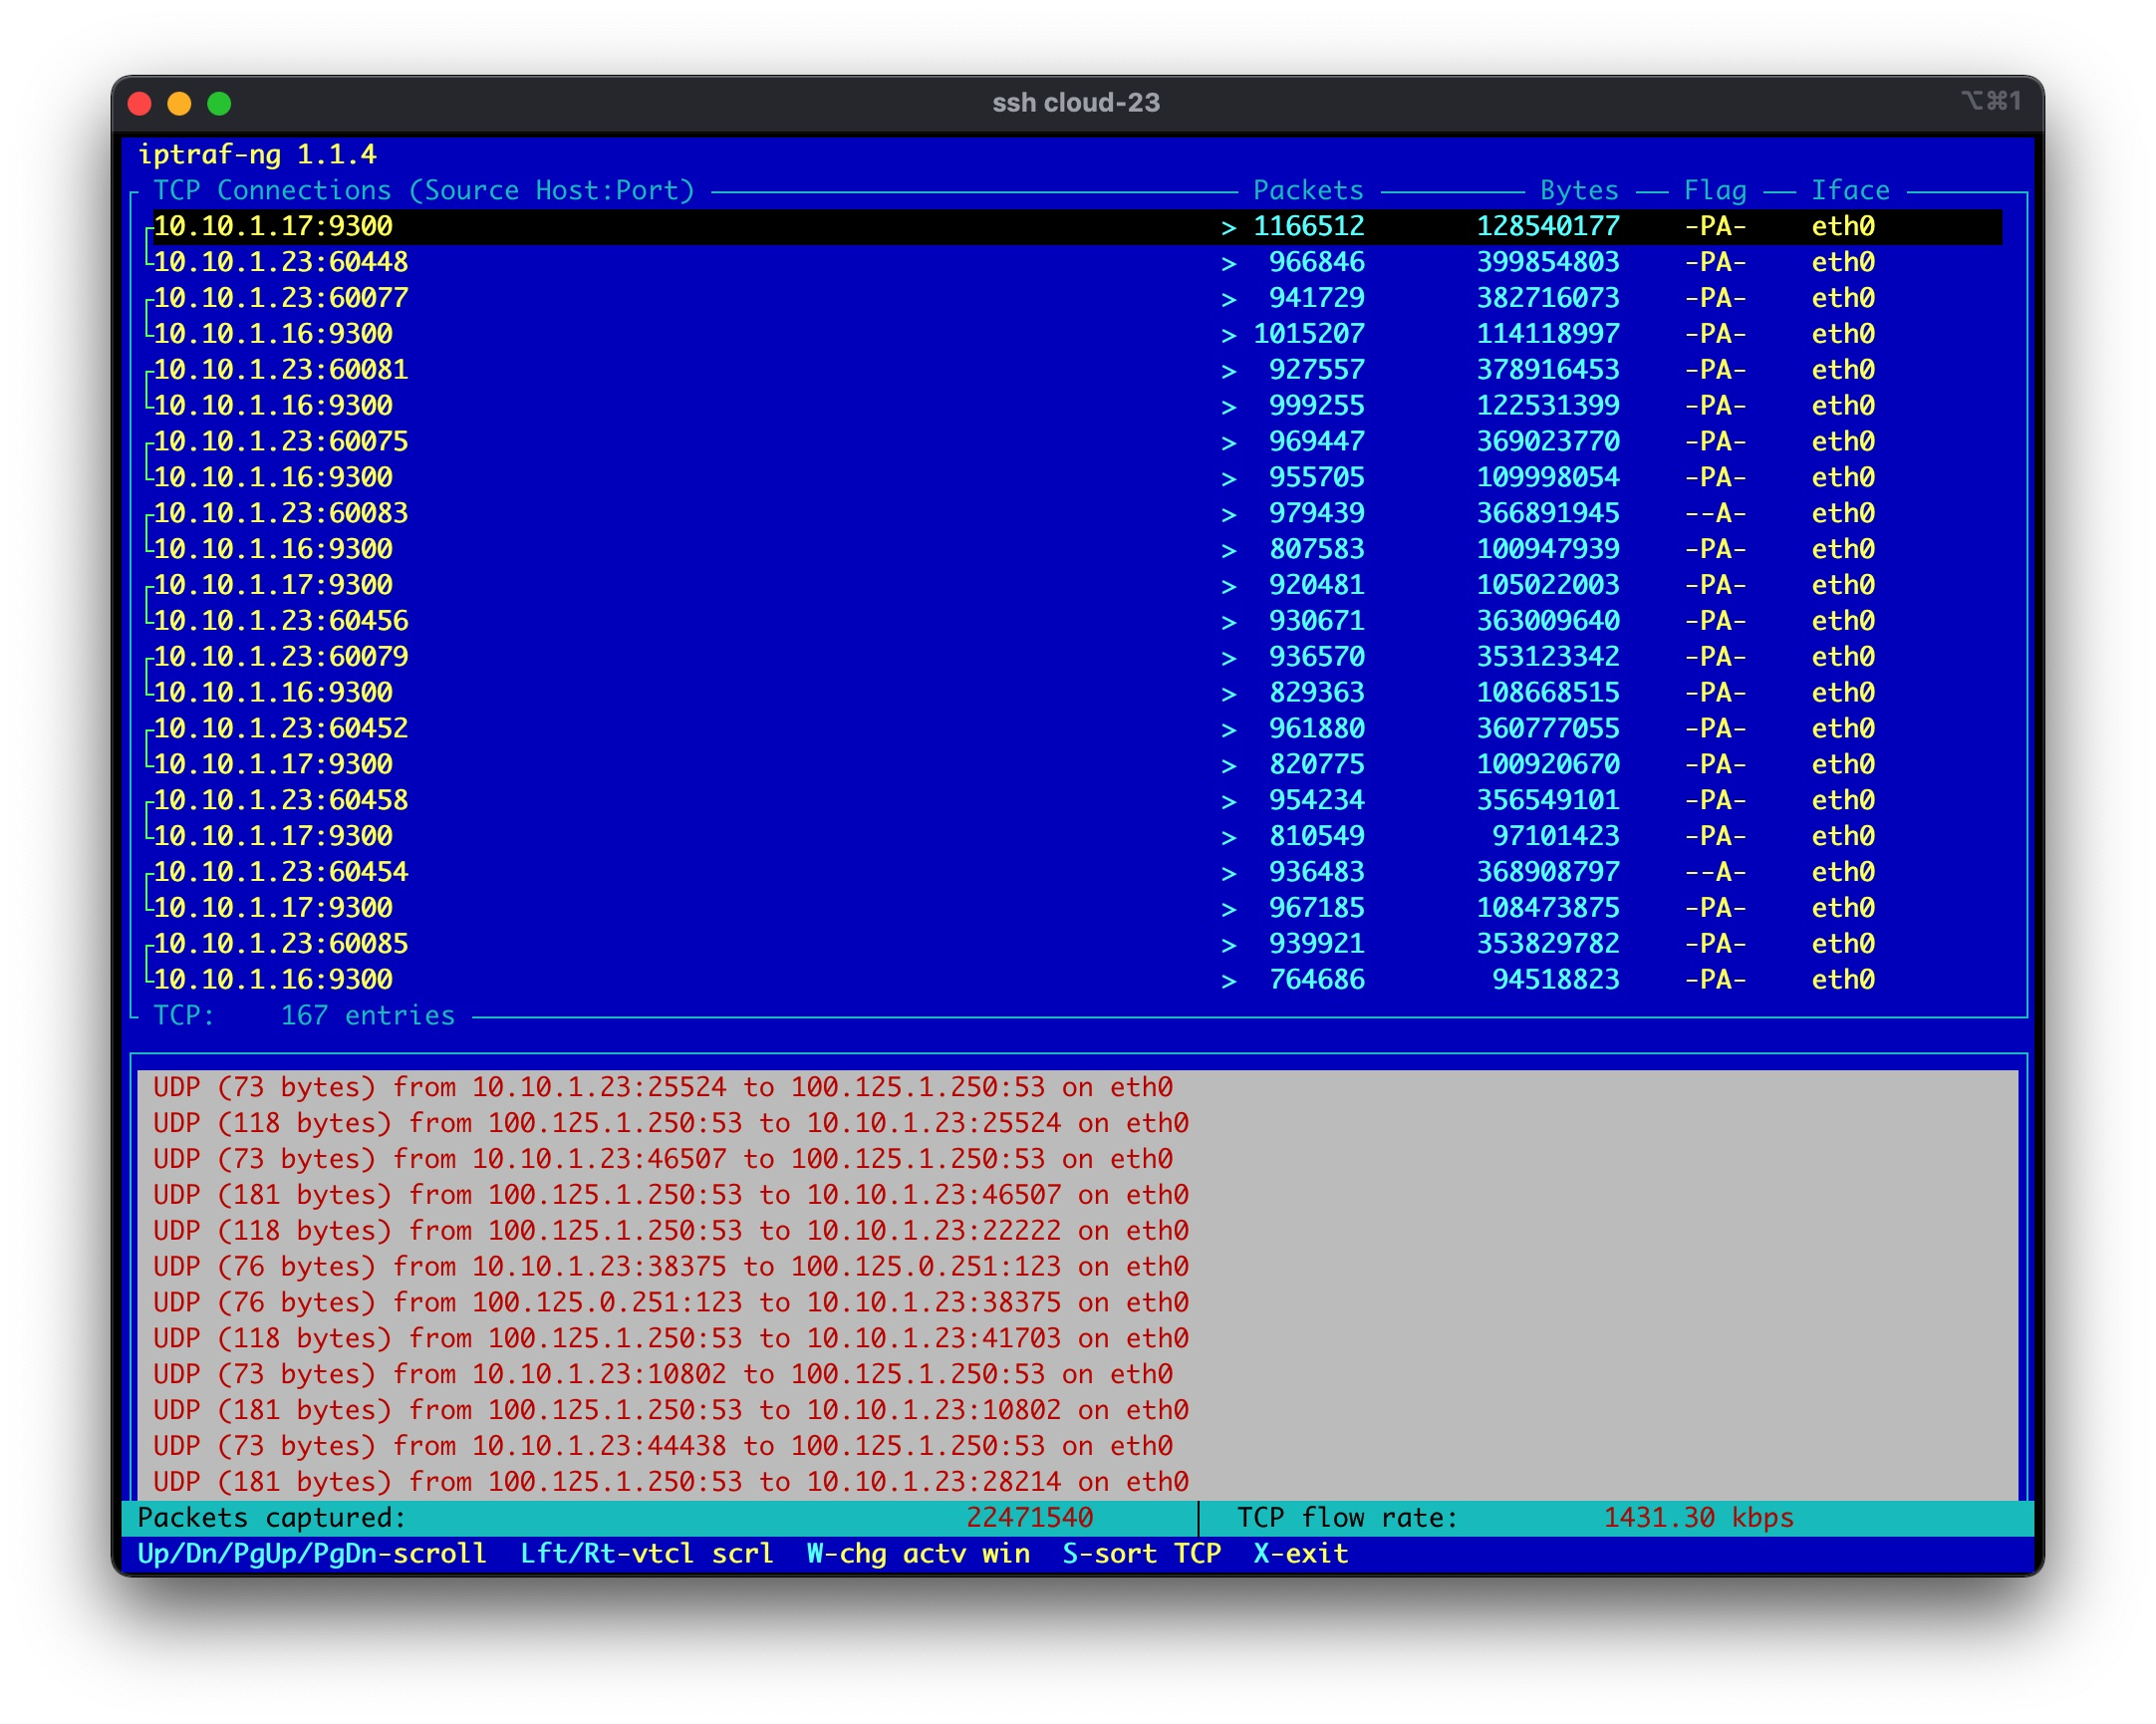 ssh cloud-23 ⌥⌘1
iptraf-ng 1.1.4
TCP Connections (Source Host:Port) Packets Bytes Flag Iface
10.10.1.17:9300 > 1166512 128540177 -PA- eth0
10.10.1.23:60448 > 966846 399854803 -PA- eth0
10.10.1.23:60077 > 941729 382716073 -PA- eth0
10.10.1.16:9300 > 1015207 114118997 -PA- eth0
10.10.1.23:60081 > 927557 378916453 -PA- eth0
10.10.1.16:9300 > 999255 122531399 -PA- eth0
10.10.1.23:60075 > 969447 369023770 -PA- eth0
10.10.1.16:9300 > 955705 109998054 -PA- eth0
10.10.1.23:60083 > 979439 366891945 --A- eth0
10.10.1.16:9300 > 807583 100947939 -PA- eth0
10.10.1.17:9300 > 920481 105022003 -PA- eth0
10.10.1.23:60456 > 930671 363009640 -PA- eth0
10.10.1.23:60079 > 936570 353123342 -PA- eth0
10.10.1.16:9300 > 829363 108668515 -PA- eth0
10.10.1.23:60452 > 961880 360777055 -PA- eth0
10.10.1.17:9300 > 820775 100920670 -PA- eth0
10.10.1.23:60458 > 954234 356549101 -PA- eth0
10.10.1.17:9300 > 810549 97101423 -PA- eth0
10.10.1.23:60454 > 936483 368908797 --A- eth0
10.10.1.17:9300 > 967185 108473875 -PA- eth0
10.10.1.23:60085 > 939921 353829782 -PA- eth0
10.10.1.16:9300 > 764686 94518823 -PA- eth0
TCP: 167 entries
UDP (73 bytes) from 10.10.1.23:25524 to 100.125.1.250:53 on eth0
UDP (118 bytes) from 100.125.1.250:53 to 10.10.1.23:25524 on eth0
UDP (73 bytes) from 10.10.1.23:46507 to 100.125.1.250:53 on eth0
UDP (181 bytes) from 100.125.1.250:53 to 10.10.1.23:46507 on eth0
UDP (118 bytes) from 100.125.1.250:53 to 10.10.1.23:22222 on eth0
UDP (76 bytes) from 10.10.1.23:38375 to 100.125.0.251:123 on eth0
UDP (76 bytes) from 100.125.0.251:123 to 10.10.1.23:38375 on eth0
UDP (118 bytes) from 100.125.1.250:53 to 10.10.1.23:41703 on eth0
UDP (73 bytes) from 10.10.1.23:10802 to 100.125.1.250:53 on eth0
UDP (181 bytes) from 100.125.1.250:53 to 10.10.1.23:10802 on eth0
UDP (73 bytes) from 10.10.1.23:44438 to 100.125.1.250:53 on eth0
UDP (181 bytes) from 100.125.1.250:53 to 10.10.1.23:28214 on eth0
Packets captured: 22471540 TCP flow rate: 1431.30 kbps
Up/Dn/PgUp/PgDn-scroll Lft/Rt-vtcl scrl W-chg actv win S-sort TCP X-exit